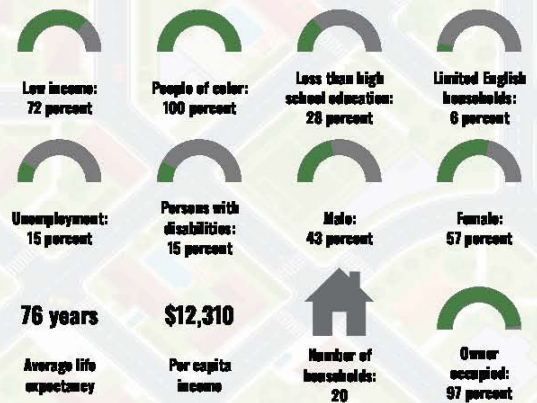 Low income:
72 percent
People of color:
100 percent
Less than high
school education:
28 percent
Limited English
households:
6 percent
Unemployment:
15 percent
Persons with
disabilities:
15 percent
Male:
43 percent
Female:
57 percent
76 years
Average life
expectancy
$12,310
Per capita
income
Number of
households:
20
Owner
occupied:
97 percent